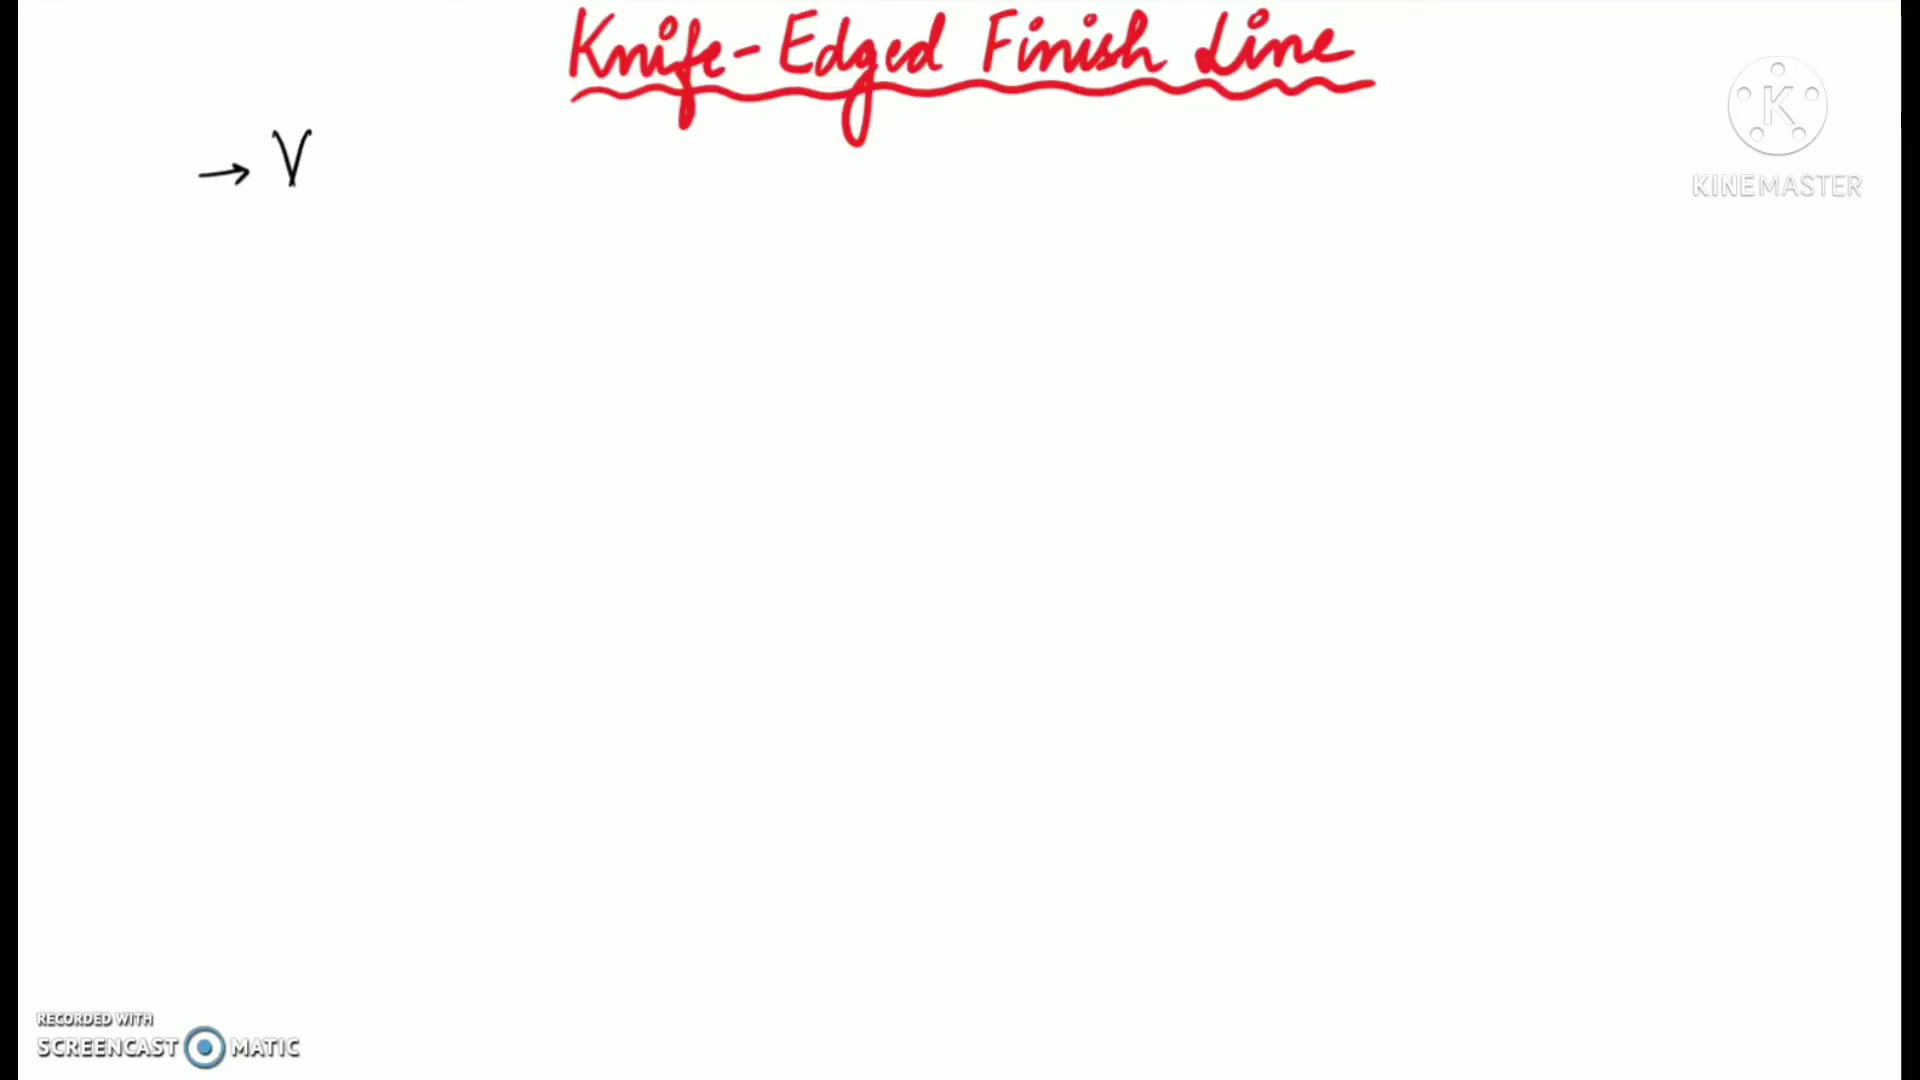 Knife-Edged Finish Line
→ V
K
KINEMASTER
RECORDED WITH
SCREENCAST MATIC